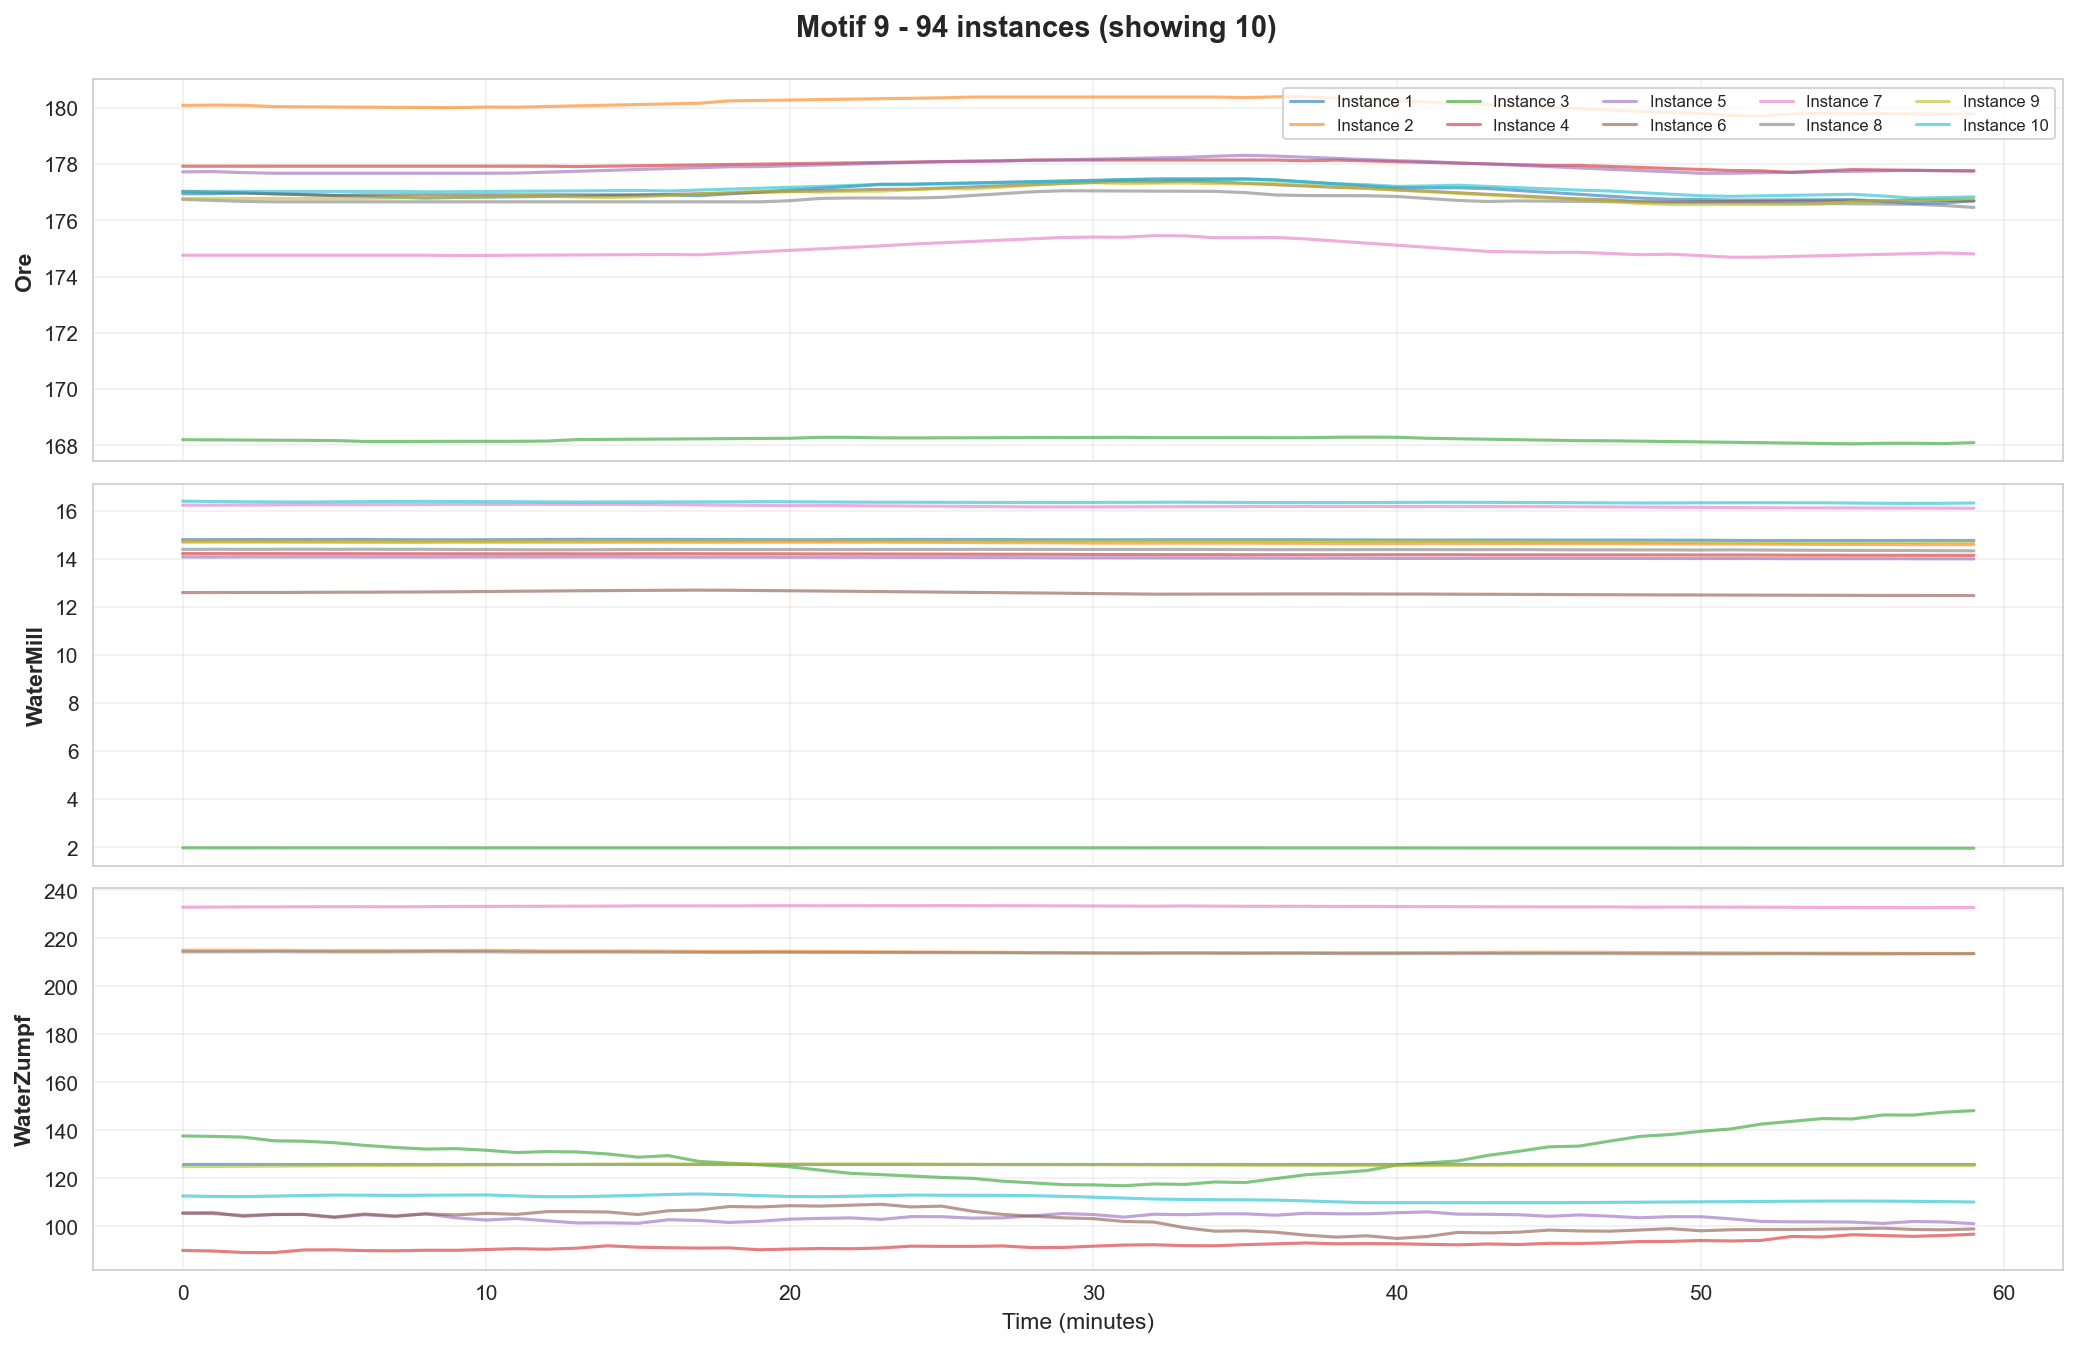 Motif 9 - 94 instances (showing 10)
Instance 1 Instance 3 Instance 5 Instance 7 Instance 9
Instance 2 Instance 4 Instance 6 Instance 8 Instance 10
Ore
180
178
176
174
172
170
168
WaterMill
16
14
12
10
8
6
4
2
WaterZumpf
240
220
200
180
160
140
120
100
0 10 20 30 40 50 60
Time (minutes)